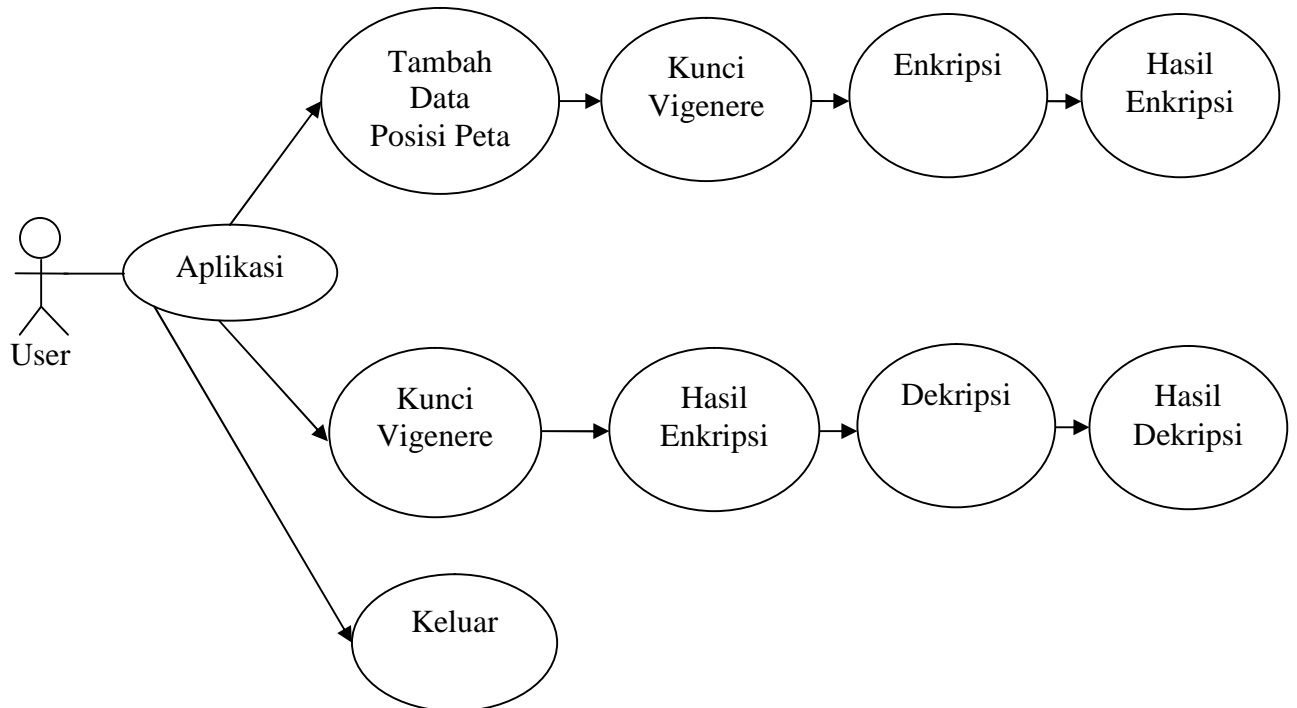 Tambah
Data
Posisi Peta
Kunci
Vigenere
Enkripsi
Hasil
Enkripsi
Aplikasi
User
Kunci
Vigenere
Hasil
Enkripsi
Dekripsi
Hasil
Dekripsi
Keluar